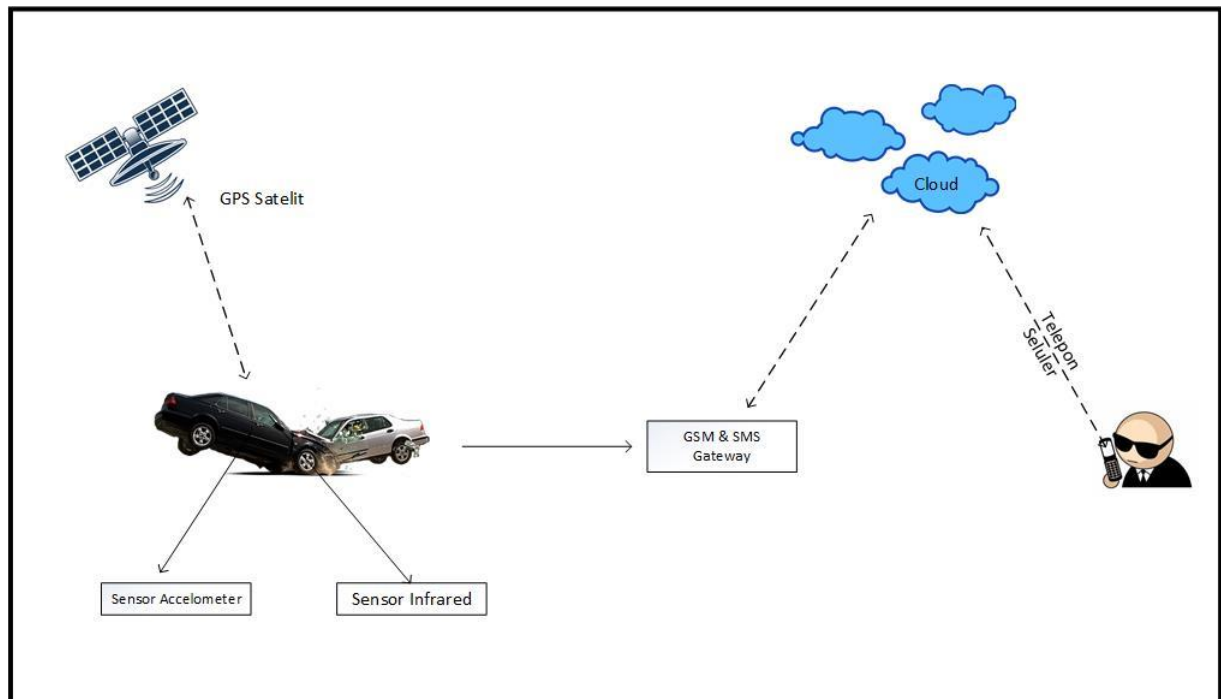 GPS Satelit
Cloud
Telepon
Seluler
GSM & SMS
Gateway
Sensor Accelometer
Sensor Infrared